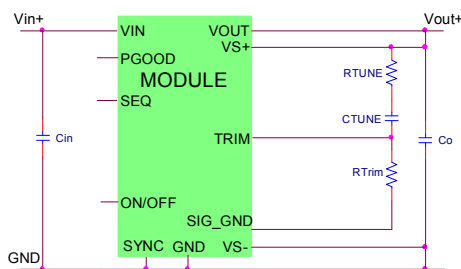 Vin+ Vout+
VIN VOUT
VS+
PGOOD
MODULE
RTUNE
SEQ
CTUNE
Cin
TRIM
Co
RTrim
ON/OFF
SIG_GND
SYNC GND VS-
GND